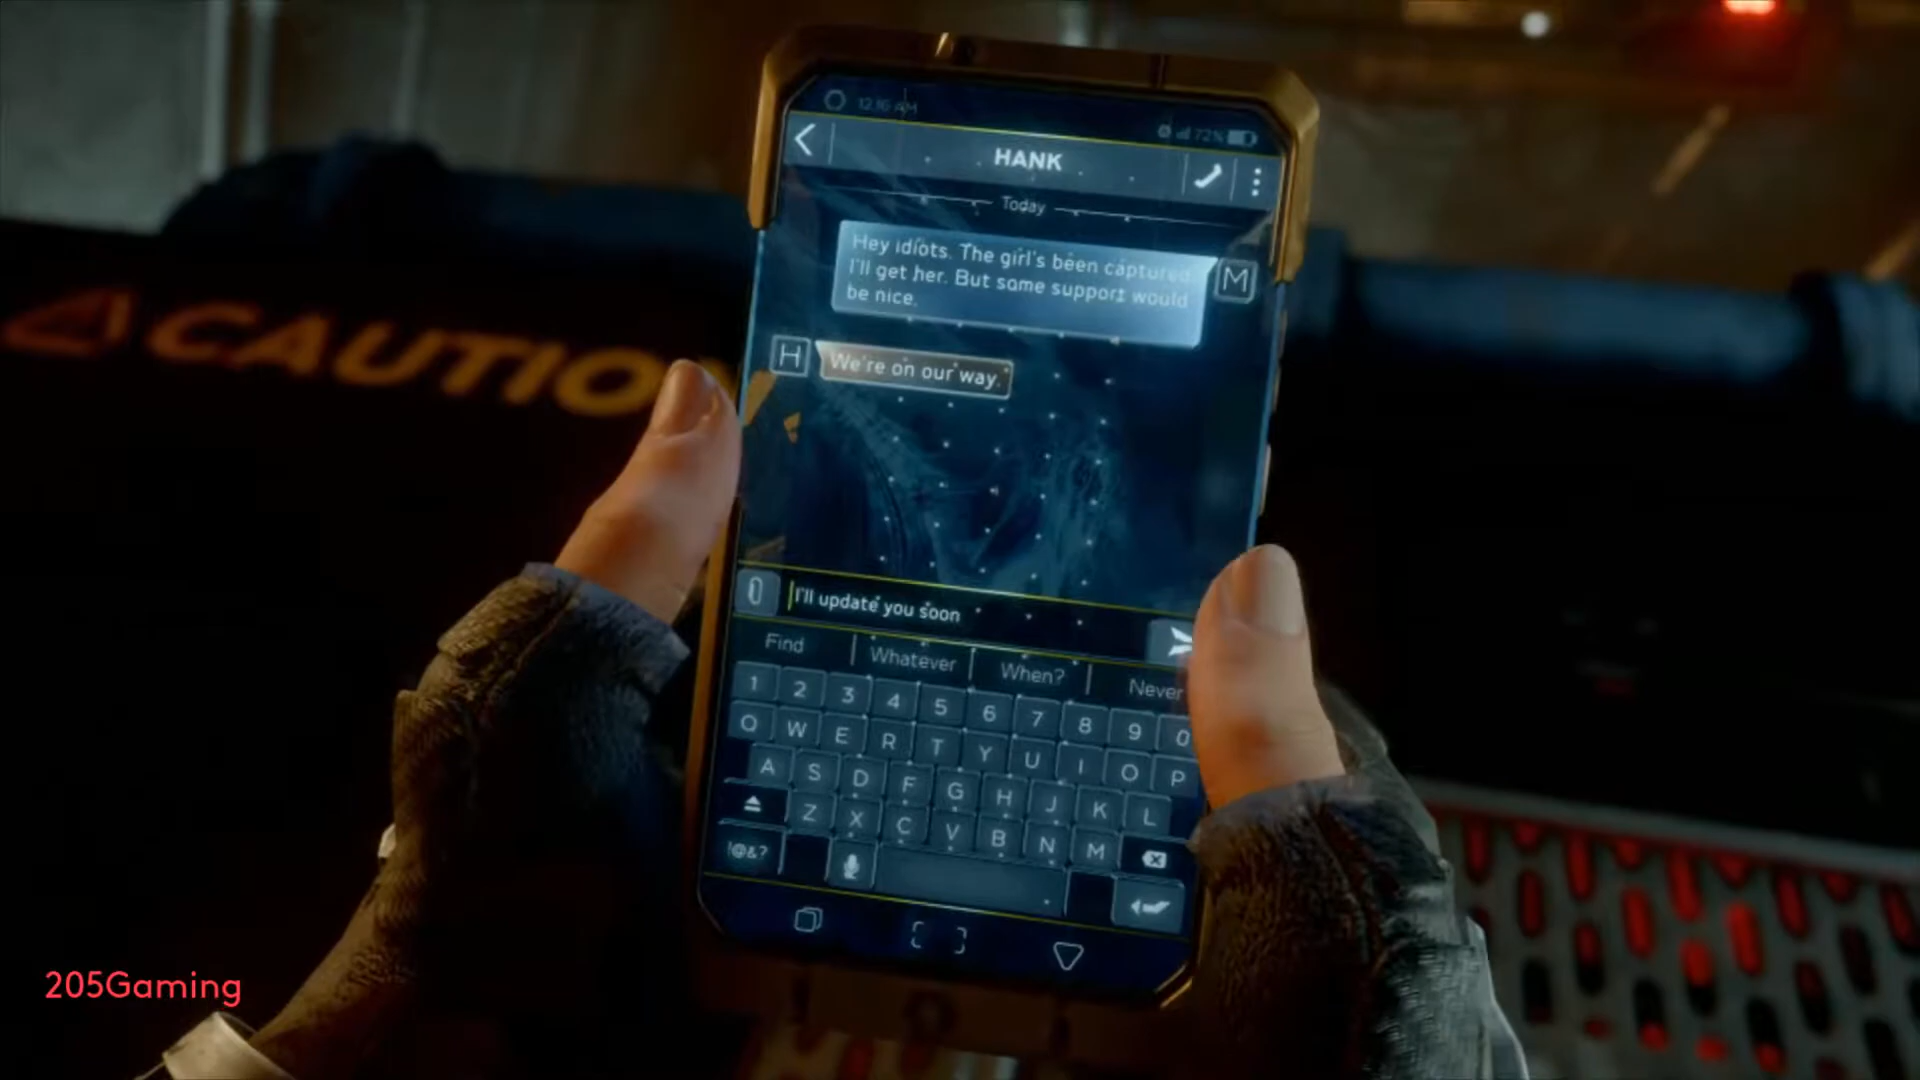 12:16 AM
72%
HANK
Today
Hey idiots. The girl's been captured
I'll get her. But some support would
be nice.
M
H
We're on our way.
CAUTIO
I'll update you soon
Find Whatever When? Never
1 2 3 4 5 6 7 8 9 0
Q W E R T Y U I O P
A S D F G H J K L
Z X C V B N M
!@&?
205Gaming